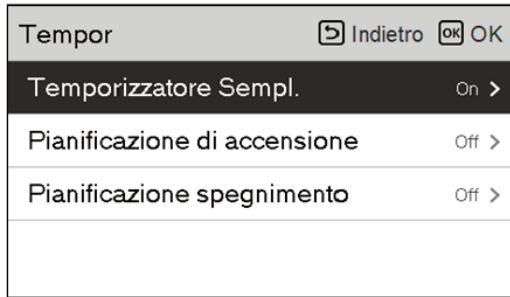 Tempor Indietro OK OK
Temporizzatore Sempl. On >
Pianificazione di accensione Off >
Pianificazione spegnimento Off >